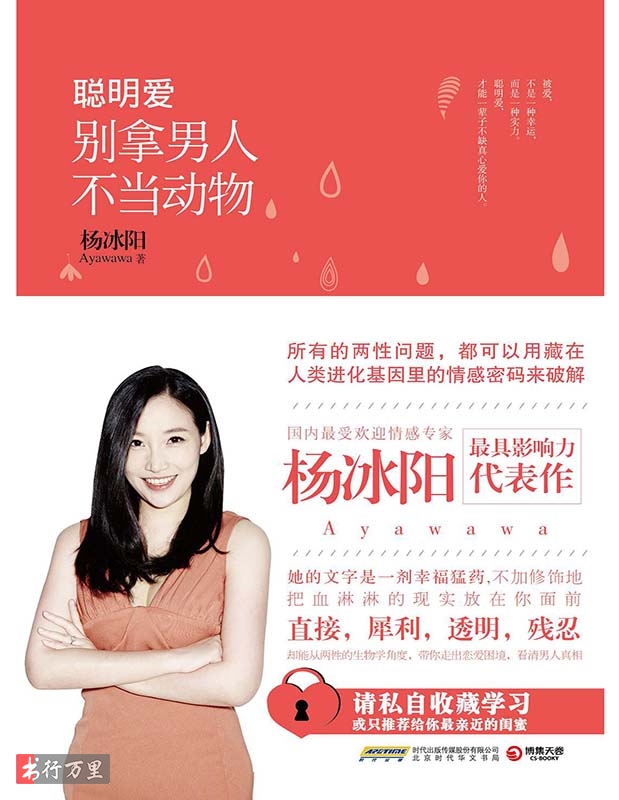 聪明爱
别拿男人
不当动物
杨冰阳
Ayawawa 著
被爱，
不是一种幸运，
而是一种实力。
聪明爱，
才能一辈子不缺真心爱你的人。
所有的两性问题，都可以用藏在
人类进化基因里的情感密码来破解
国内最受欢迎情感专家
杨冰阳
最具影响力
代表作
Ayawawa
她的文字是一剂幸福猛药，不加修饰地
把血淋淋的现实放在你面前
直接，犀利，透明，残忍
却能从两性的生物学角度，带你走出恋爱困境，看清男人真相
请私自收藏学习
或只推荐给你最亲近的闺蜜
APGTIME
时代出版
时代出版传媒股份有限公司
北京时代华文书局
博集天卷
CS-BOOKY
书行万里